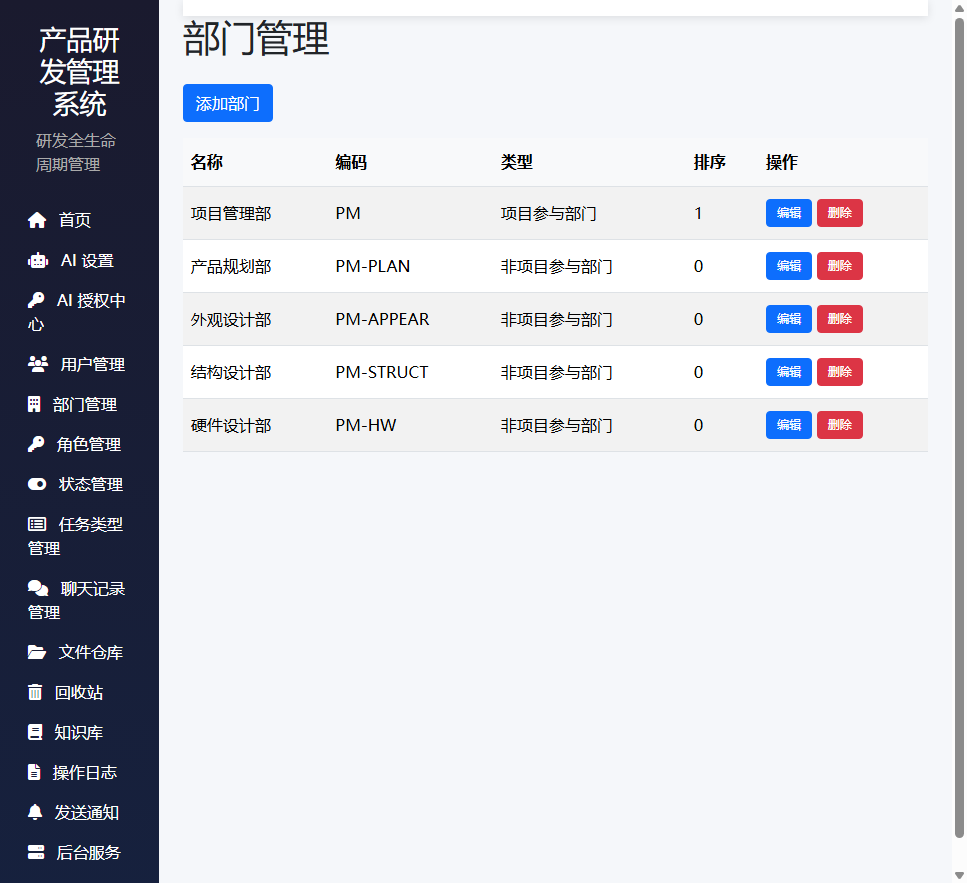 产品研
发管理
系统
研发全生命
周期管理
首页
AI 设置
AI 授权中
心
用户管理
部门管理
角色管理
状态管理
任务类型
管理
聊天记录
管理
文件仓库
回收站
知识库
操作日志
发送通知
后台服务
部门管理
添加部门
名称 编码 类型 排序 操作
项目管理部 PM 项目参与部门 1 编辑 删除
产品规划部 PM-PLAN 非项目参与部门 0 编辑 删除
外观设计部 PM-APPEAR 非项目参与部门 0 编辑 删除
结构设计部 PM-STRUCT 非项目参与部门 0 编辑 删除
硬件设计部 PM-HW 非项目参与部门 0 编辑 删除